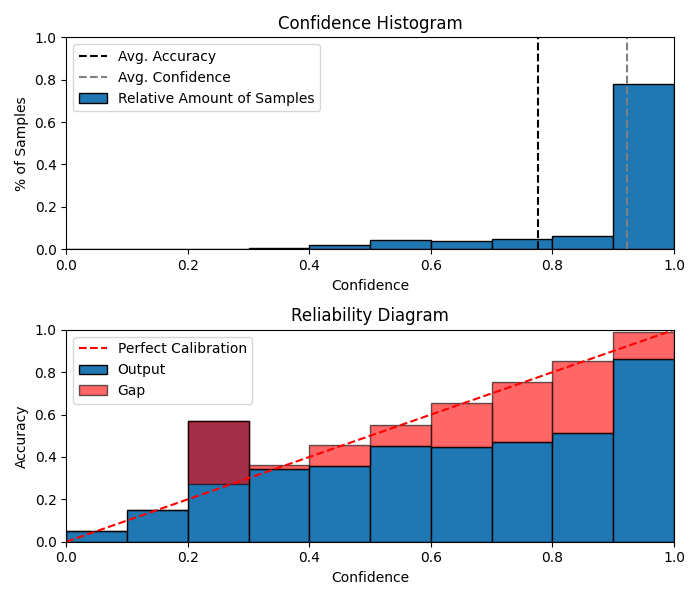 Confidence Histogram
1.0
0.8
0.6
0.4
0.2
0.0
% of Samples
Avg. Accuracy
Avg. Confidence
Relative Amount of Samples
0.0 0.2 0.4 0.6 0.8 1.0
Confidence
Reliability Diagram
1.0
0.8
0.6
0.4
0.2
0.0
Accuracy
Perfect Calibration
Output
Gap
0.0 0.2 0.4 0.6 0.8 1.0
Confidence